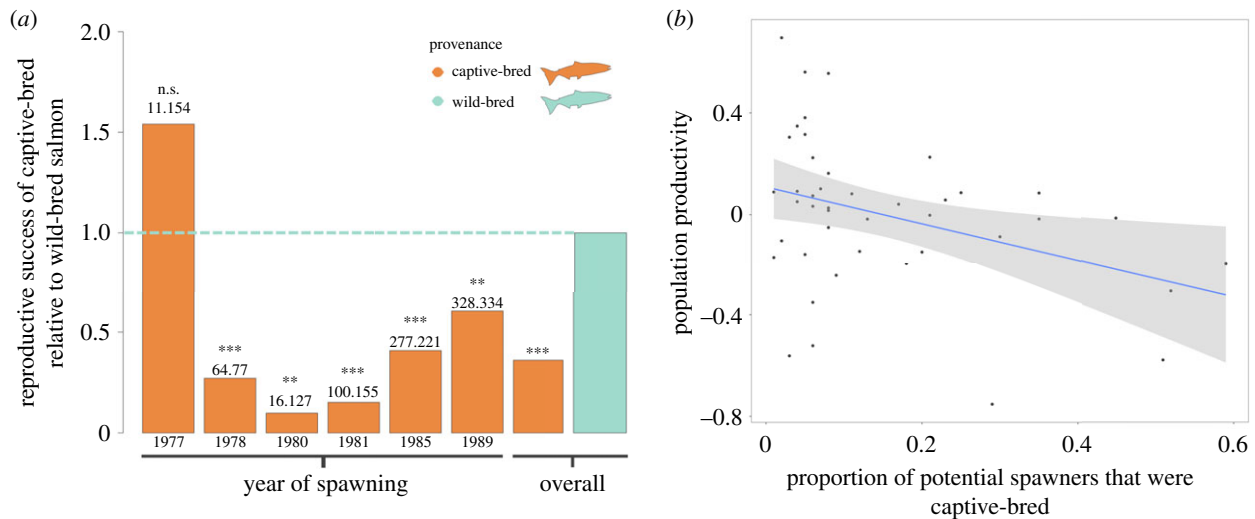 (a)
2.0
1.5
1.0
0.5
0
reproductive success of captive-bred
relative to wild-bred salmon
provenance
captive-bred
wild-bred
n.s.
11.154
***
64.77
**
16.127
***
100.155
***
277.221
**
328.334
***
1977
1978
1980
1981
1985
1989
year of spawning
overall
(b)
0.4
0
–0.4
–0.8
population productivity
0
0.2
0.4
0.6
proportion of potential spawners that were
captive-bred